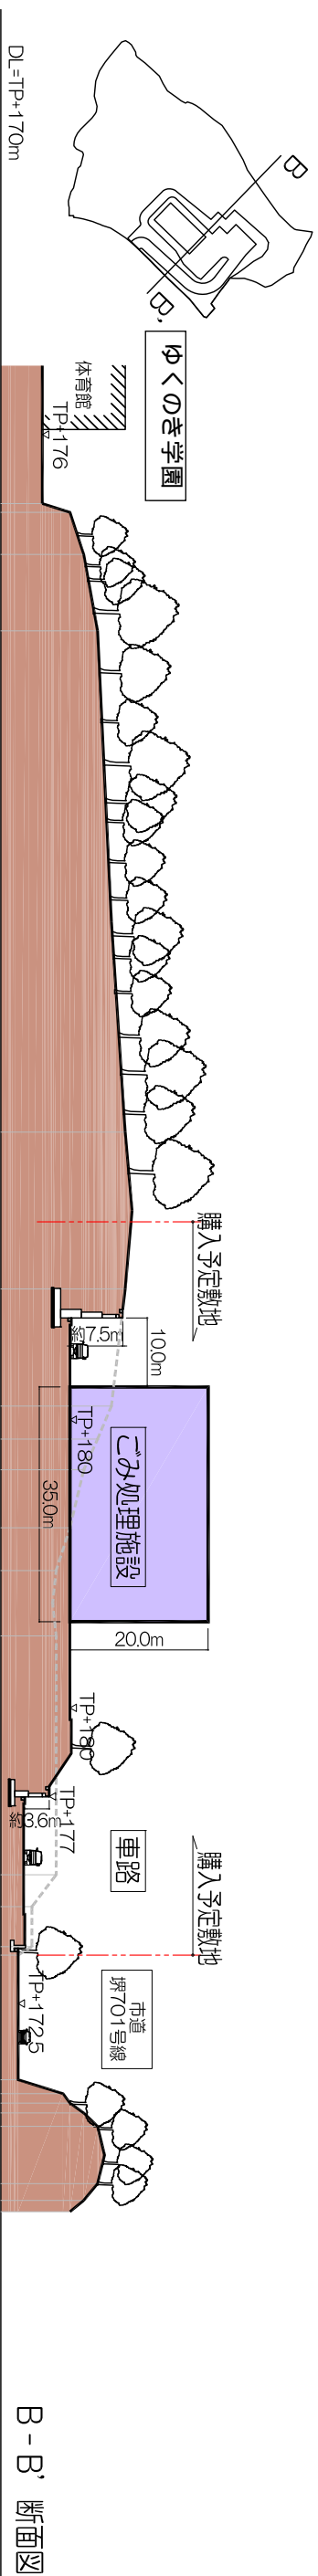 B
B'
DL=TP+170m
ゆくのき学園
体育館
TP+176
購入予定敷地
約7.5m
10.0m
TP+180
ごみ処理施設
35.0m
20.0m
TP+180
TP+177
約3.6m
車路
購入予定敷地
市道
堺701号線
TP+172.5
B - B' 断面図